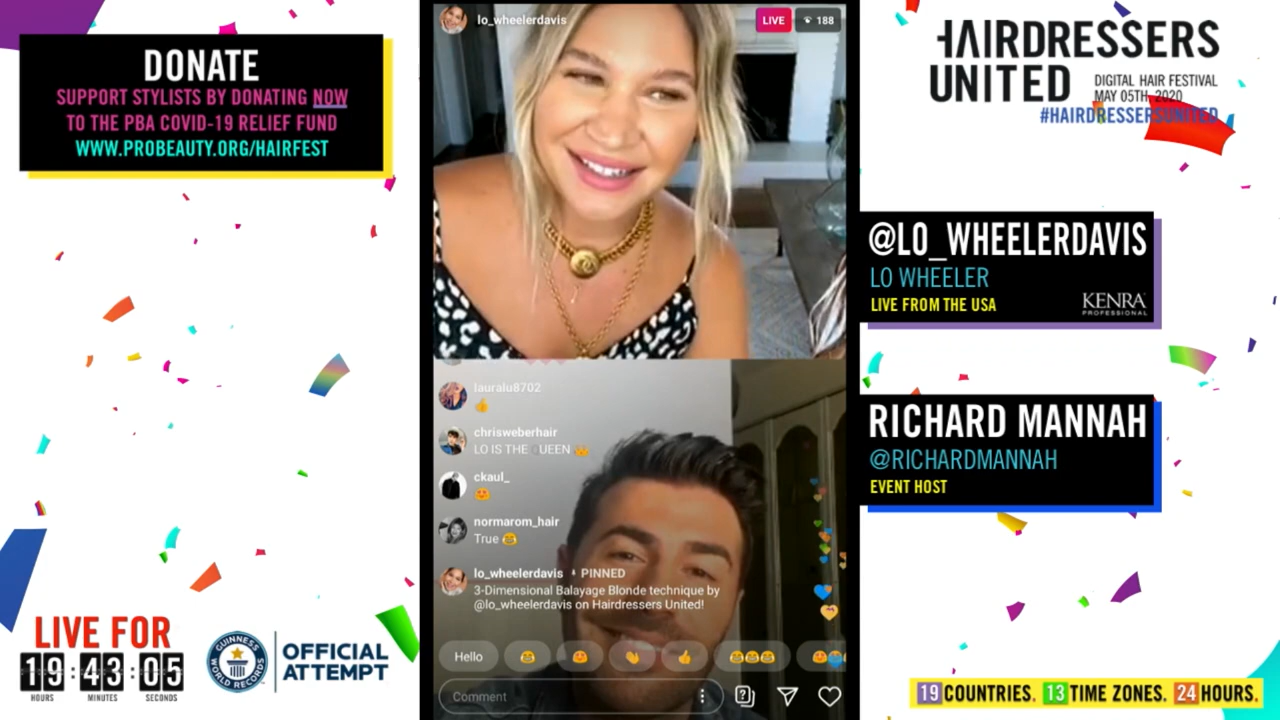 DONATE
SUPPORT STYLISTS BY DONATING NOW
TO THE PBA COVID-19 RELIEF FUND
WWW.PROBEAUTY.ORG/HAIRFEST
LIVE FOR
19:43:05
HOURS MINUTES SECONDS
GUINNESS WORLD RECORDS
OFFICIAL
ATTEMPT
lo_wheelerdavis
LIVE
188
lauralu8702
👍
chrisweberhair
LO IS THE QUEEN 👑
ckaul_
😍
normarom_hair
True 😂
lo_wheelerdavis PINNED
3-Dimensional Balayage Blonde technique by
@lo_wheelerdavis on Hairdressers United!
Hello 😂 😍 👏 👍 😂😂😂
Comment
HAIRDRESSERS
UNITED
DIGITAL HAIR FESTIVAL
MAY 05TH, 2020
#HAIRDRESSERSUNITED
@LO_WHEELERDAVIS
LO WHEELER
LIVE FROM THE USA
KENRA
PROFESSIONAL
RICHARD MANNAH
@RICHARDMANNAH
EVENT HOST
19 COUNTRIES. 13 TIME ZONES. 24 HOURS.